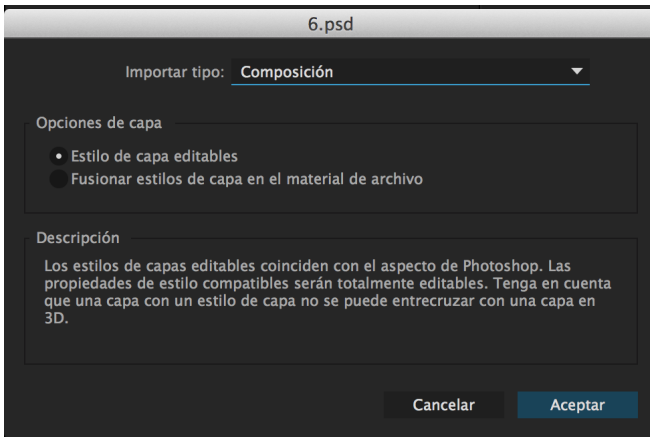 6.psd
Importar tipo: Composición
Opciones de capa
Estilo de capa editables
Fusionar estilos de capa en el material de archivo
Descripción
Los estilos de capas editables coinciden con el aspecto de Photoshop. Las
propiedades de estilo compatibles serán totalmente editables. Tenga en cuenta
que una capa con un estilo de capa no se puede entrecruzar con una capa en
3D.
Cancelar Aceptar